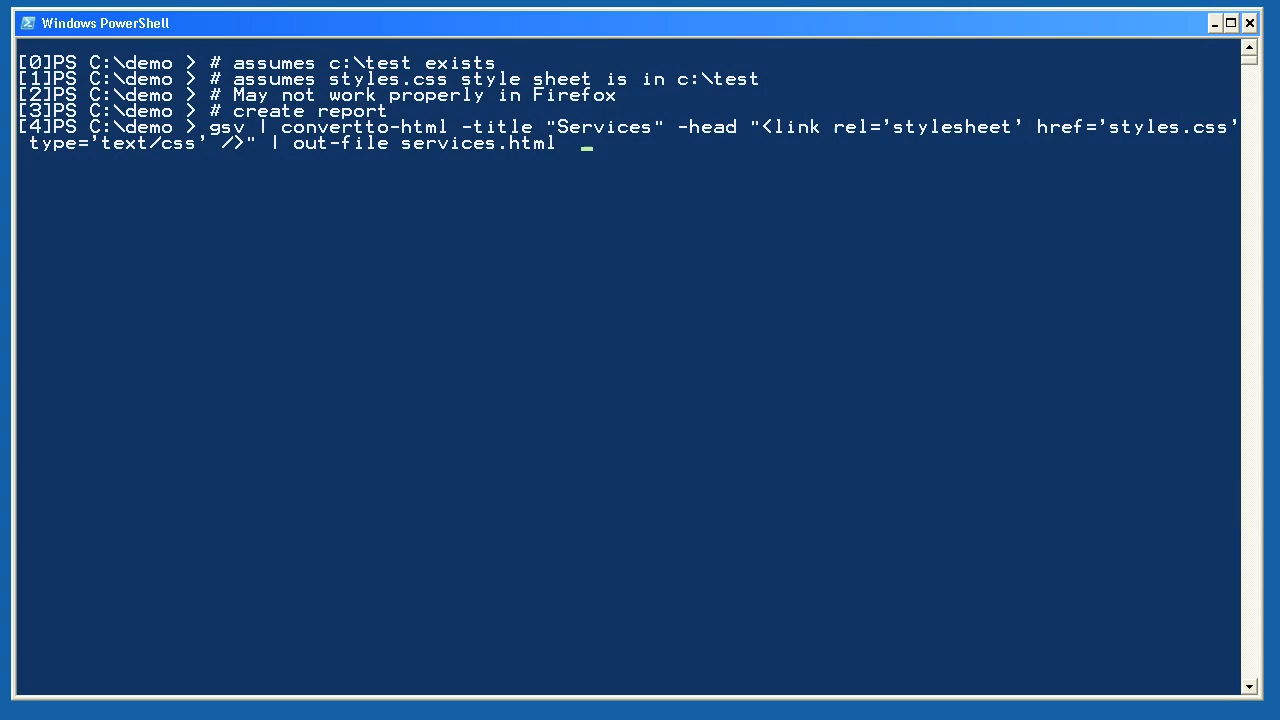 Windows PowerShell
[0]PS C:\demo > # assumes c:\test exists
[1]PS C:\demo > # assumes styles.css style sheet is in c:\test
[2]PS C:\demo > # May not work properly in Firefox
[3]PS C:\demo > # create report
[4]PS C:\demo > gsv | convertto-html -title "Services" -head "<link rel='stylesheet' href='styles.css'
type='text/css' />" | out-file services.html